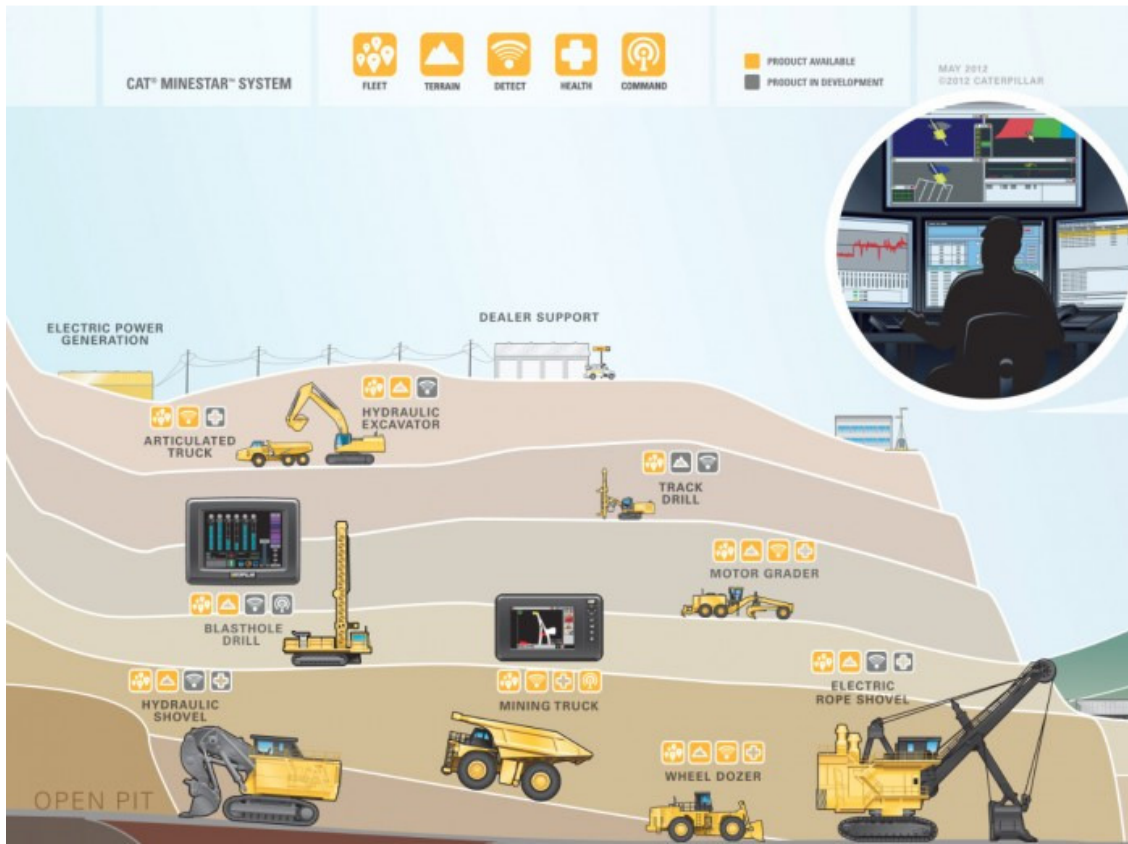 CAT® MINESTAR™ SYSTEM
FLEET
TERRAIN
DETECT
HEALTH
COMMAND
PRODUCT AVAILABLE
PRODUCT IN DEVELOPMENT
MAY 2012
©2012 CATERPILLAR
ELECTRIC POWER
GENERATION
DEALER SUPPORT
ARTICULATED
TRUCK
HYDRAULIC
EXCAVATOR
TRACK
DRILL
MOTOR GRADER
BLASTHOLE
DRILL
HYDRAULIC
SHOVEL
MINING TRUCK
ELECTRIC
ROPE SHOVEL
WHEEL DOZER
OPEN PIT